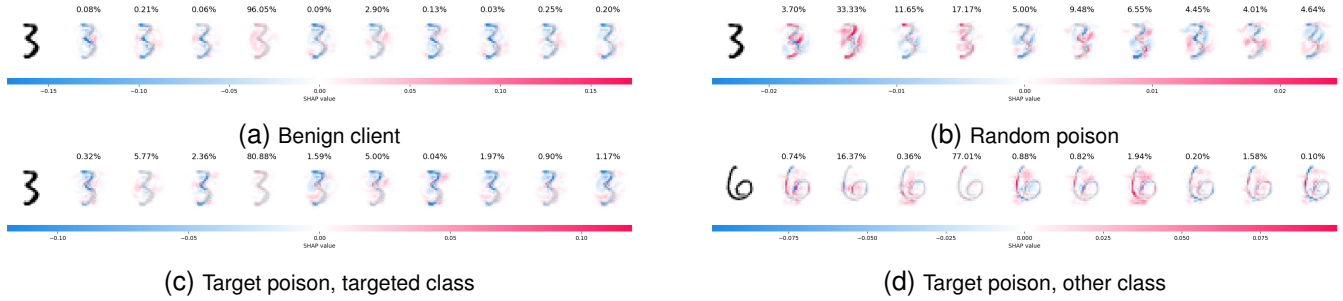 0.08% 0.21% 0.06% 96.05% 0.09% 2.90% 0.13% 0.03% 0.25% 0.20%
3
−0.15 −0.10 −0.05 0.00 0.05 0.10 0.15
SHAP value
(a) Benign client
3.70% 33.33% 11.65% 17.17% 5.00% 9.48% 6.55% 4.45% 4.01% 4.64%
3
−0.02 −0.01 0.00 0.01 0.02
SHAP value
(b) Random poison
0.32% 5.77% 2.36% 80.88% 1.59% 5.00% 0.04% 1.97% 0.90% 1.17%
3
−0.10 −0.05 0.00 0.05 0.10
SHAP value
(c) Target poison, targeted class
0.74% 16.37% 0.36% 77.01% 0.88% 0.82% 1.94% 0.20% 1.58% 0.10%
6
−0.075 −0.050 −0.025 0.000 0.025 0.050 0.075
SHAP value
(d) Target poison, other class